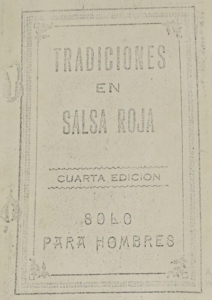 TRADICIONES
EN
SALSA ROJA
CUARTA EDICION
SOLO
PARA HOMBRES